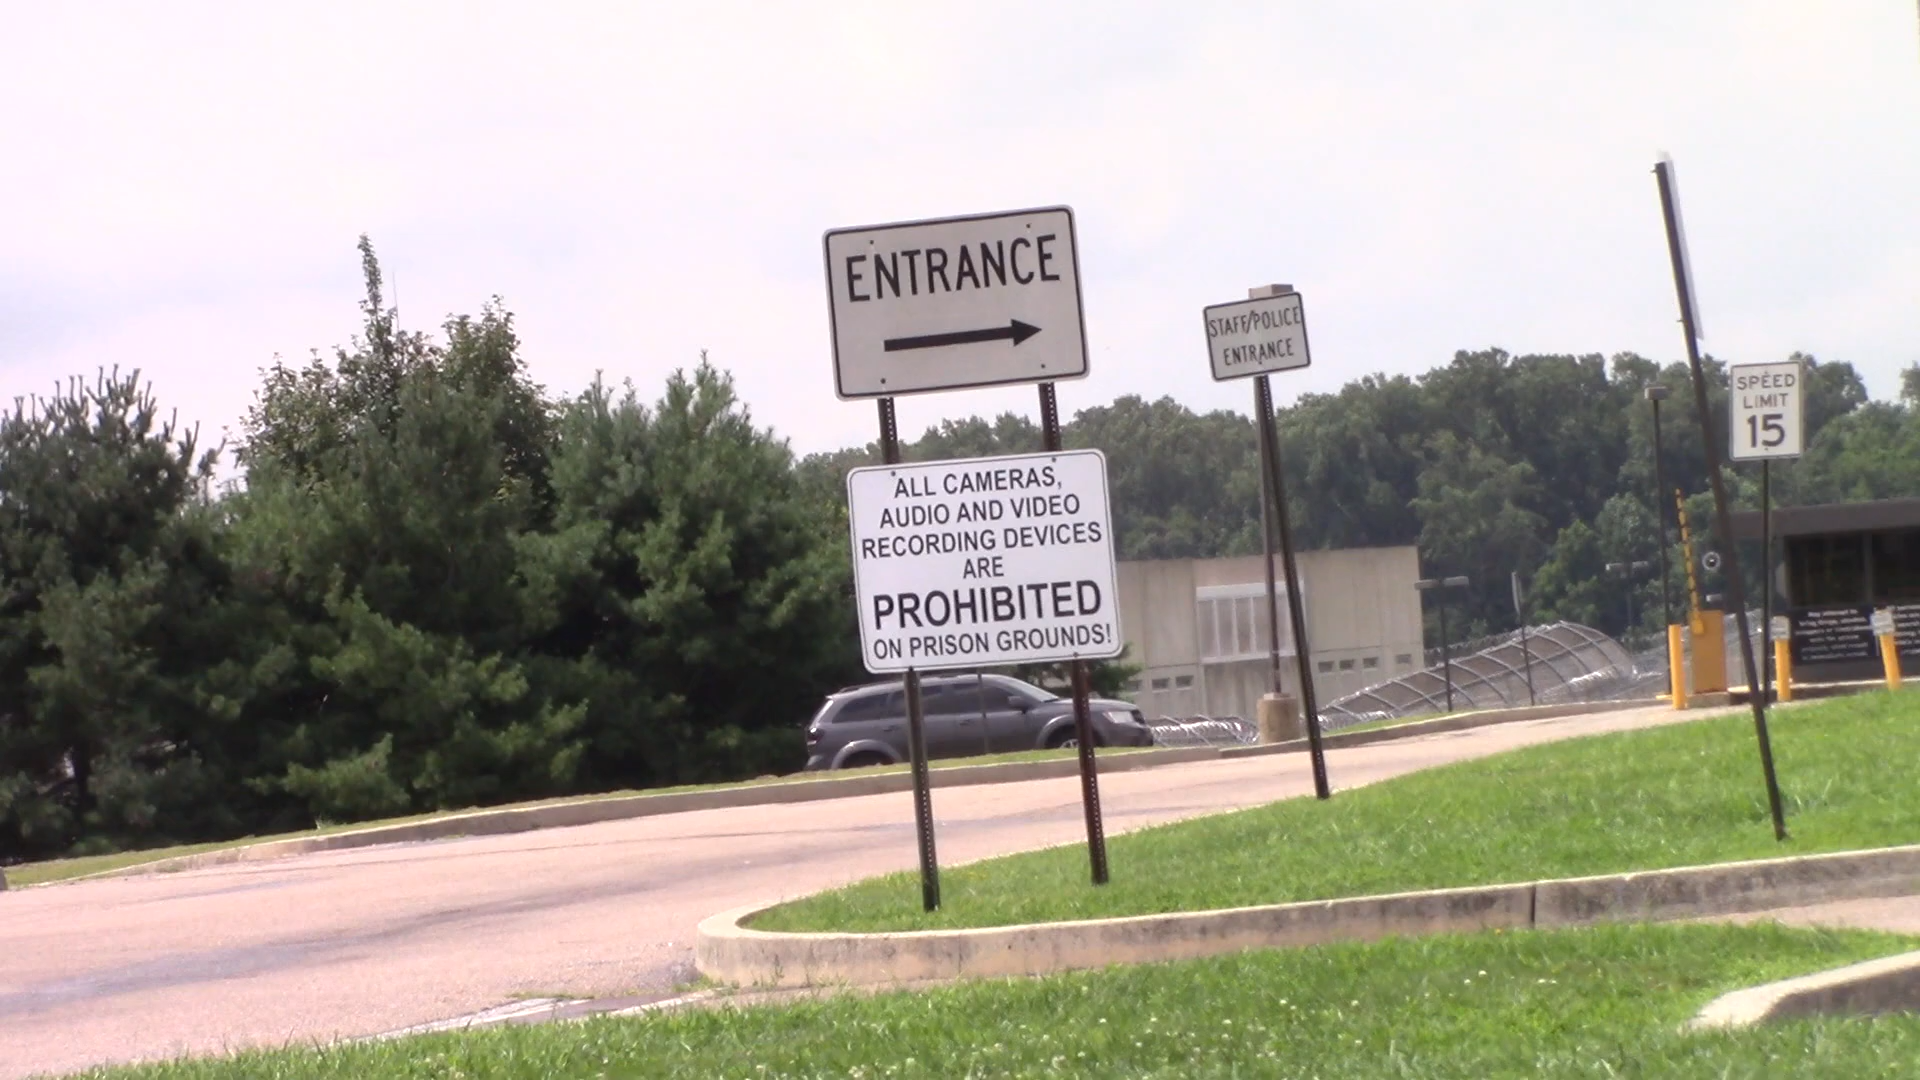 ENTRANCE
ALL CAMERAS,
AUDIO AND VIDEO
RECORDING DEVICES
ARE
PROHIBITED
ON PRISON GROUNDS!
STAFF/POLICE
ENTRANCE
SPEED
LIMIT
15